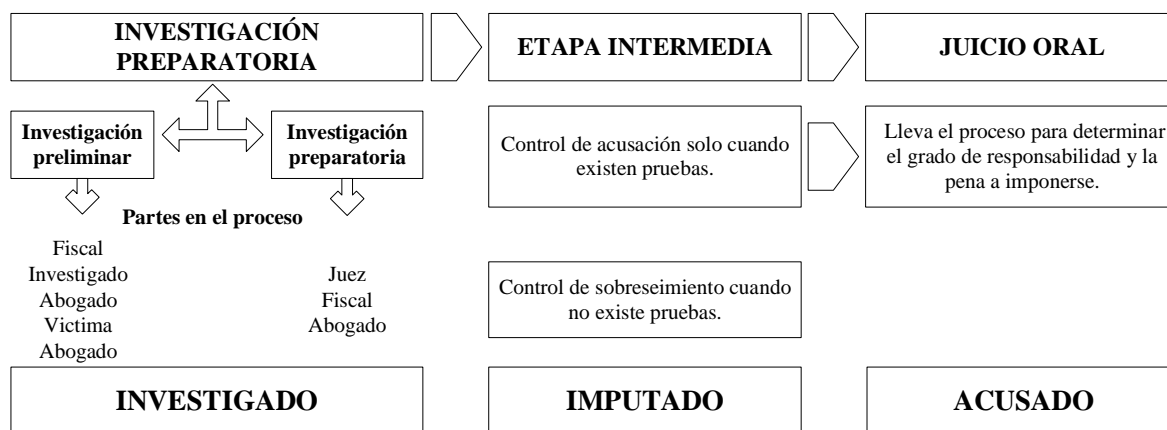 INVESTIGACIÓN
PREPARATORIA
ETAPA INTERMEDIA
JUICIO ORAL
Investigación
preliminar
Investigación
preparatoria
Control de acusación solo cuando
existen pruebas.
Lleva el proceso para determinar
el grado de responsabilidad y la
pena a imponerse.
Partes en el proceso
Fiscal
Investigado
Abogado
Victima
Abogado
Juez
Fiscal
Abogado
Control de sobreseimiento cuando
no existe pruebas.
INVESTIGADO
IMPUTADO
ACUSADO